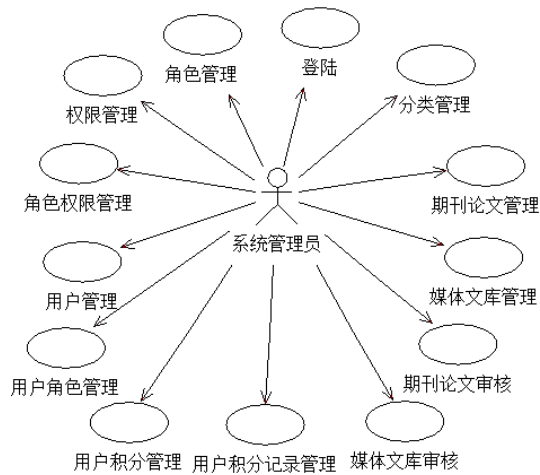 角色管理
登陆
权限管理
分类管理
角色权限管理
期刊论文管理
系统管理员
用户管理
媒体文库管理
用户角色管理
期刊论文审核
用户积分管理
用户积分记录管理
媒体文库审核